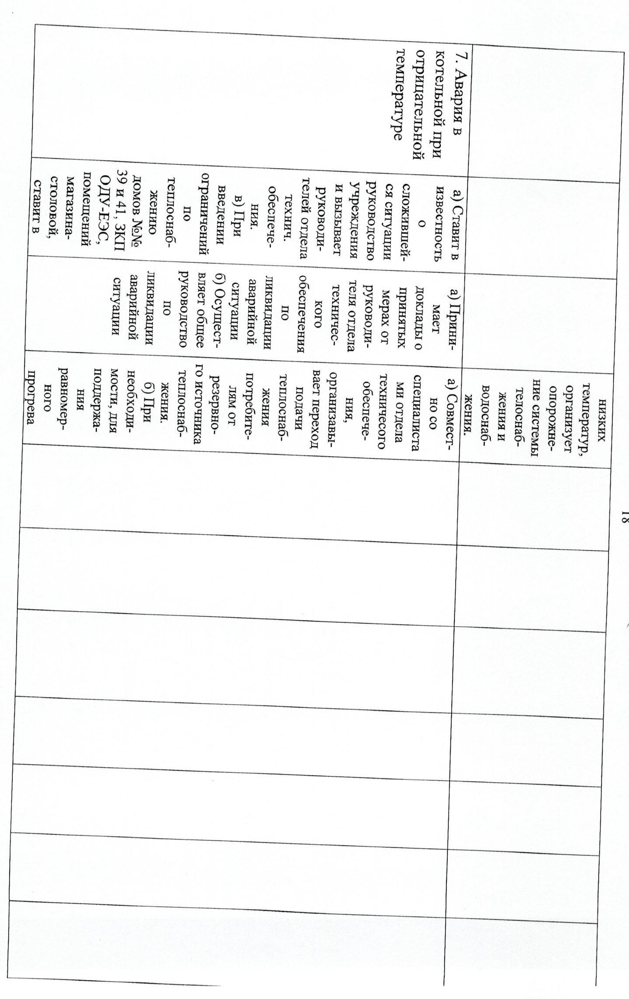 18
низких
температур,
организует
опорожне-
ние системы
телоснаб-
жения и
водоснаб-
жения.
7. Авария в
котельной при
отрицательной
температуре
а) Ставит в
известность
о
сложившей-
ся ситуации
руководство
учреждения
и вызывает
руководи-
телей отдела
технич.
обеспече-
ния.
в) При
введении
ограничений
по
теплоснаб-
жению
домов №№
39 и 41, ЗКП
ОДУ-ЕЭС,
помещений
магазина-
столовой,
ставит в
а) Прини-
мает
доклады о
принятых
мерах от
руководи-
теля отдела
техничес-
кого
обеспечения
по
ликвидации
аварийной
ситуации
б) Осущест-
вляет общее
руководство
по
ликвидации
аварийной
ситуации
а) Совмест-
но со
специалиста
ми отдела
техничесого
обеспече-
ния,
организавы-
вает переход
подачи
теплоснаб-
жения
потребите-
лям от
резервно-
го источника
теплоснаб-
жения.
б) При
необходи-
мости, для
поддержа-
ния
равномер-
ного
прогрева